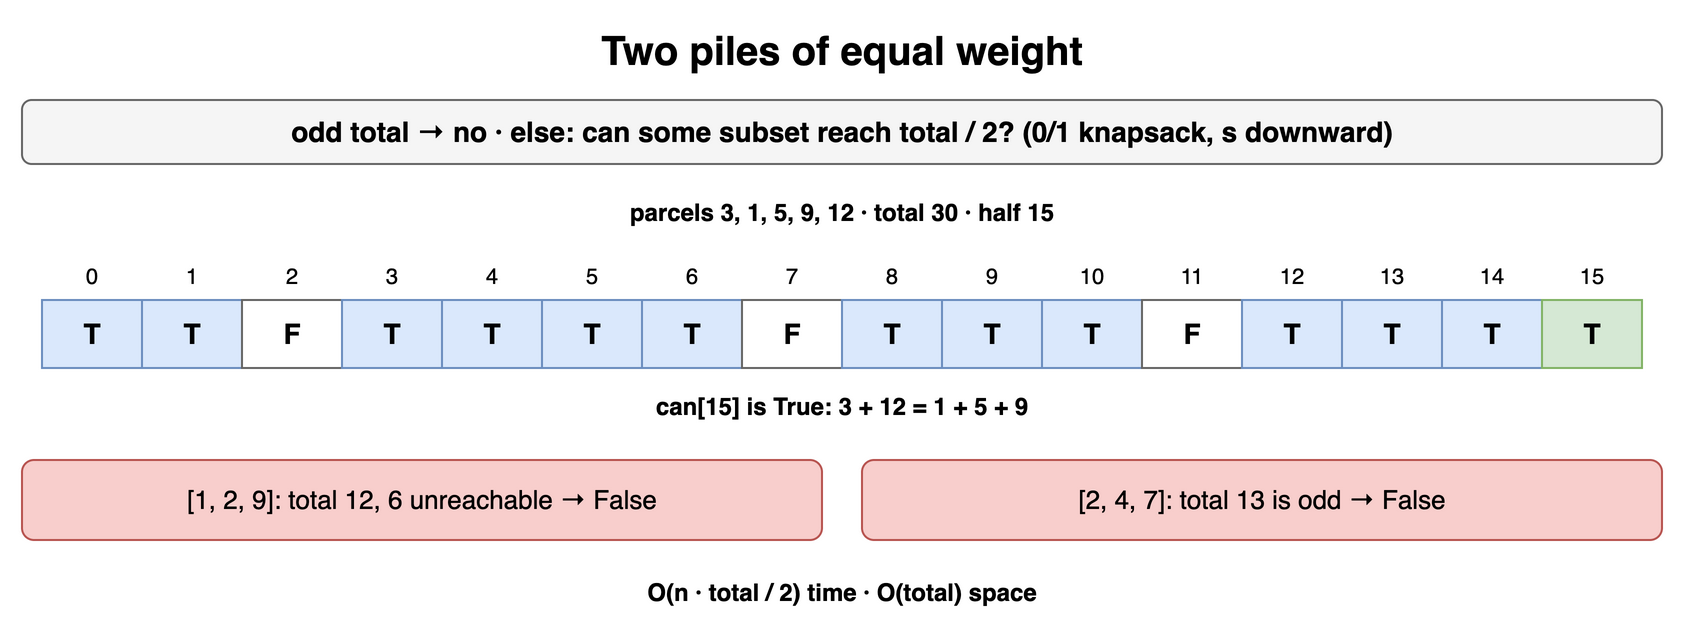 Two piles of equal weight
odd total → no · else: can some subset reach total / 2? (0/1 knapsack, s downward)
parcels 3, 1, 5, 9, 12 · total 30 · half 15
0 1 2 3 4 5 6 7 8 9 10 11 12 13 14 15
T T F T T T T F T T T F T T T T
can[15] is True: 3 + 12 = 1 + 5 + 9
[1, 2, 9]: total 12, 6 unreachable → False
[2, 4, 7]: total 13 is odd → False
O(n · total / 2) time · O(total) space